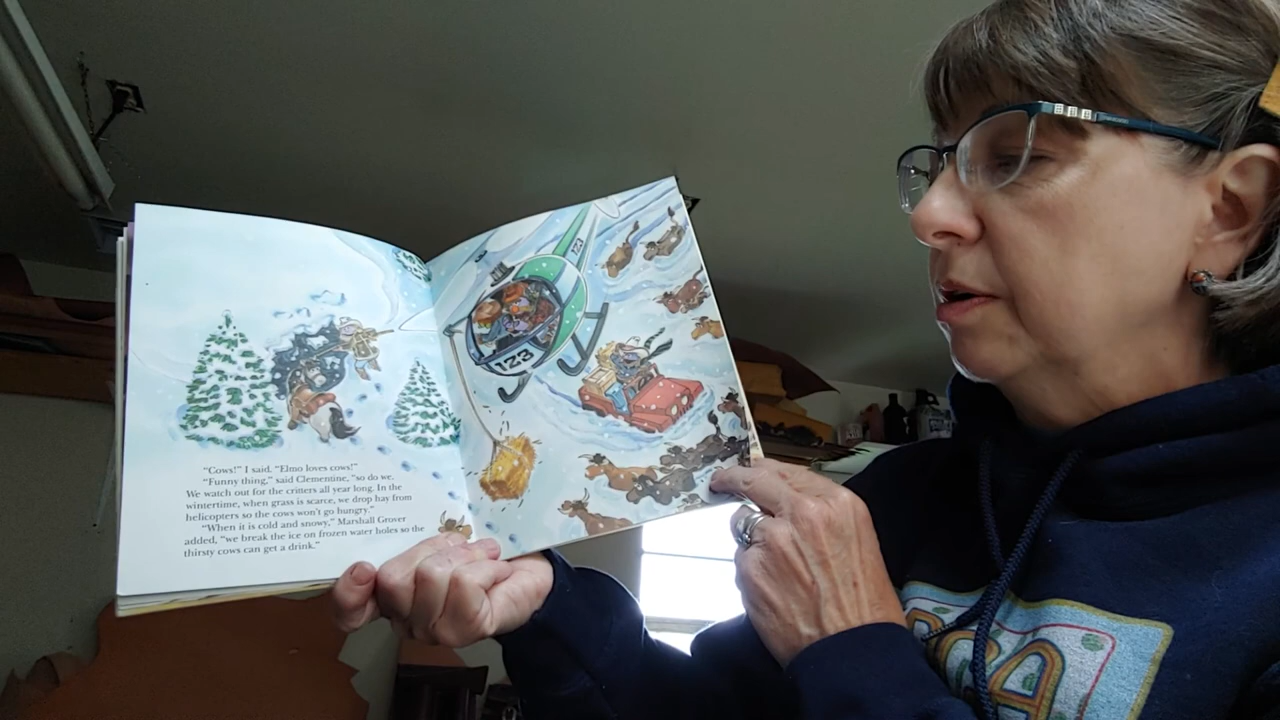 "Cows!" I said. "Elmo loves cows!"
"Funny thing," said Clementine, "so do we.
We watch out for the critters all year long. In the
wintertime, when grass is scarce, we drop hay from
helicopters so the cows won't go hungry."
"When it is cold and snowy," Marshall Grover
added, "we break the ice on frozen water holes so the
thirsty cows can get a drink."
123
123